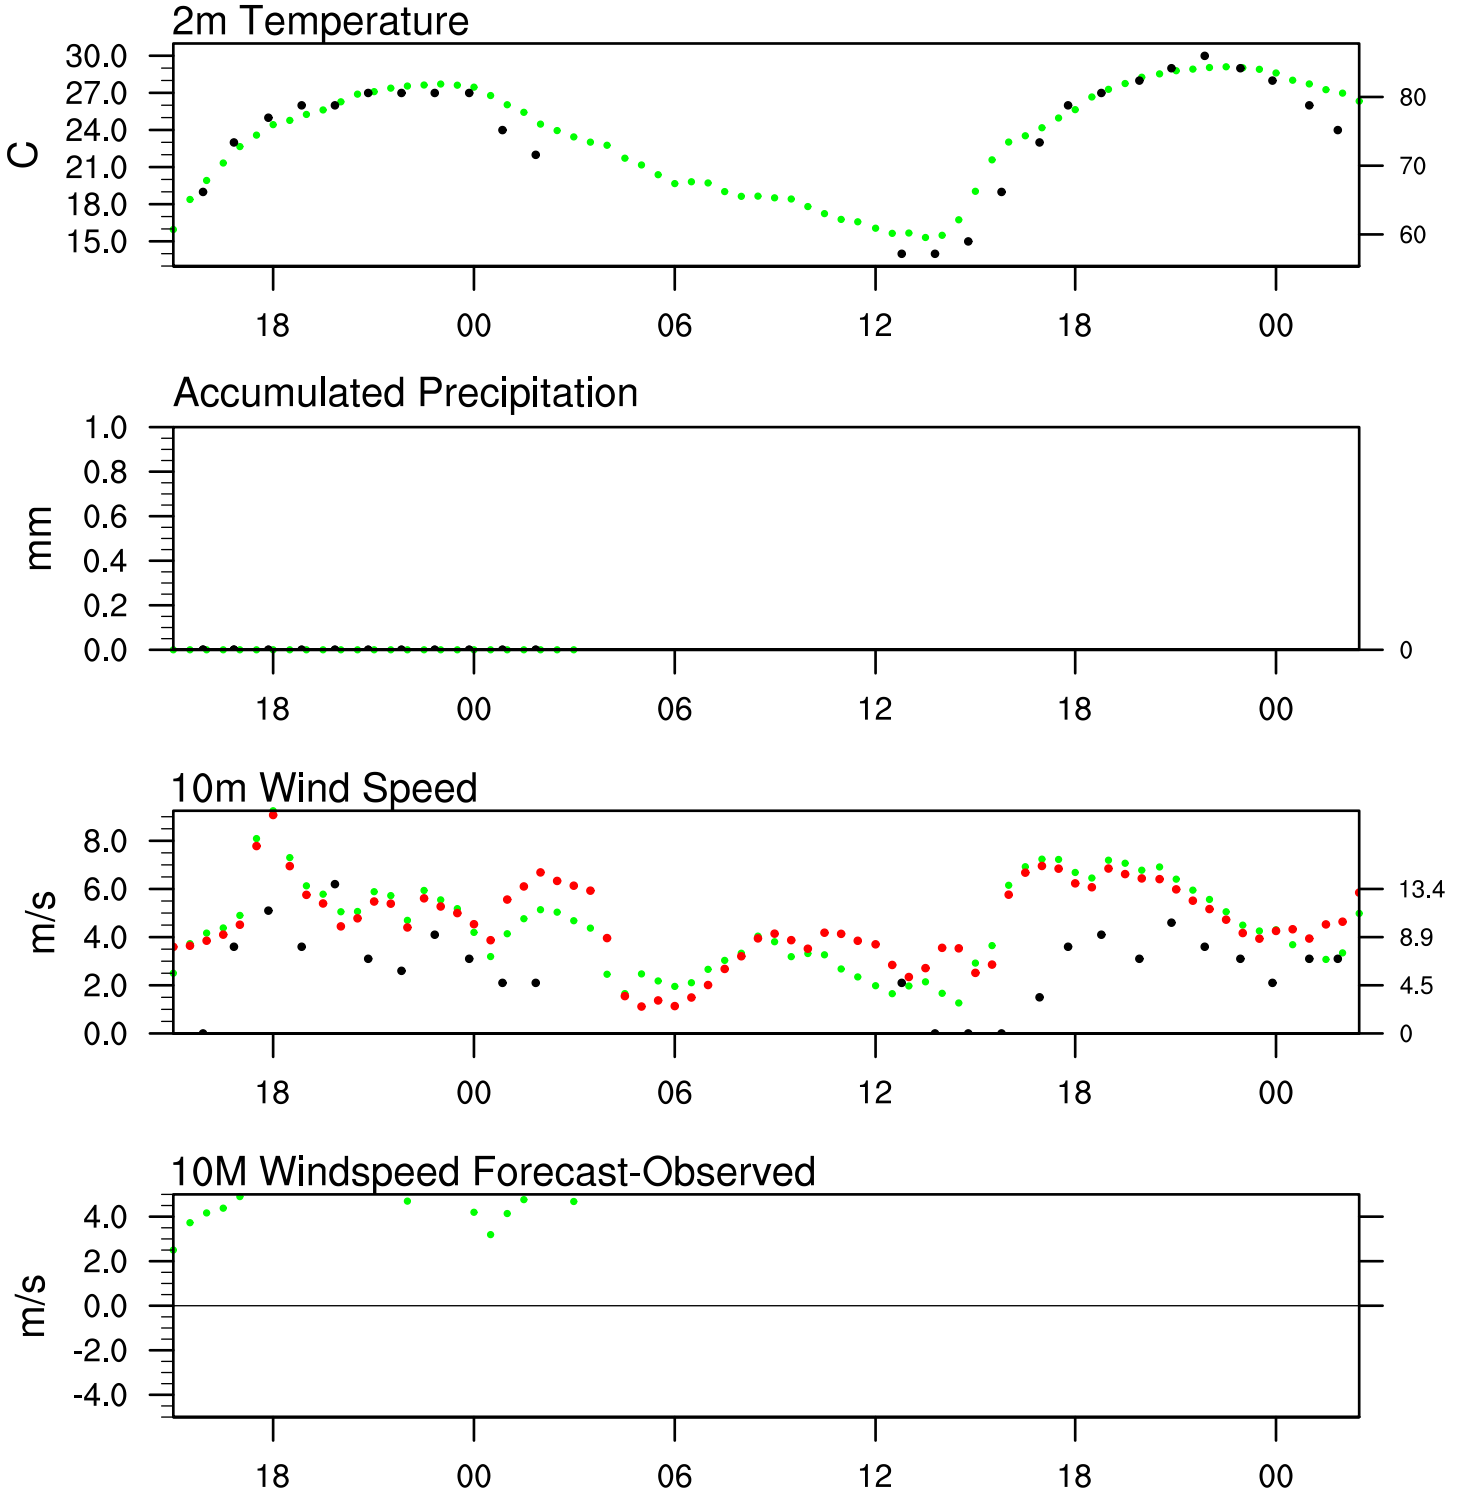 2m Temperature
30.0
27.0
24.0
21.0
18.0
15.0
C
80
70
60
18 00 06 12 18 00
Accumulated Precipitation
1.0
0.8
0.6
0.4
0.2
0.0
mm
0
18 00 06 12 18 00
10m Wind Speed
8.0
6.0
4.0
2.0
0.0
m/s
13.4
8.9
4.5
0
18 00 06 12 18 00
10M Windspeed Forecast-Observed
4.0
2.0
0.0
-2.0
-4.0
m/s
18 00 06 12 18 00